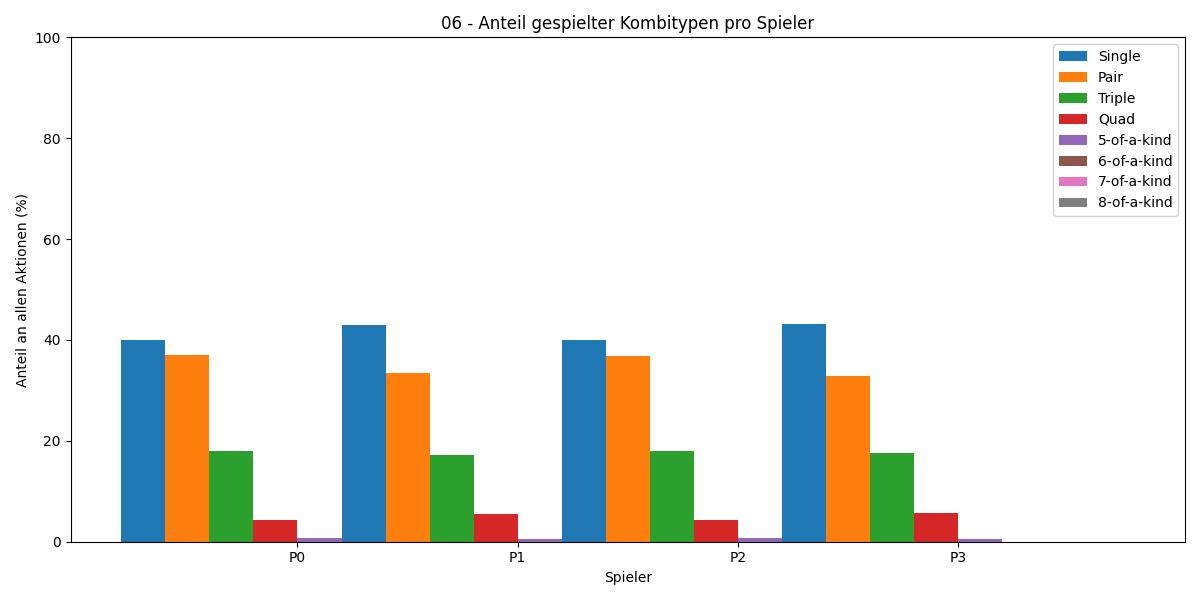 06 - Anteil gespielter Kombitypen pro Spieler
100
80
60
40
20
0
Anteil an allen Aktionen (%)
Single
Pair
Triple
Quad
5-of-a-kind
6-of-a-kind
7-of-a-kind
8-of-a-kind
P0
P1
P2
P3
Spieler